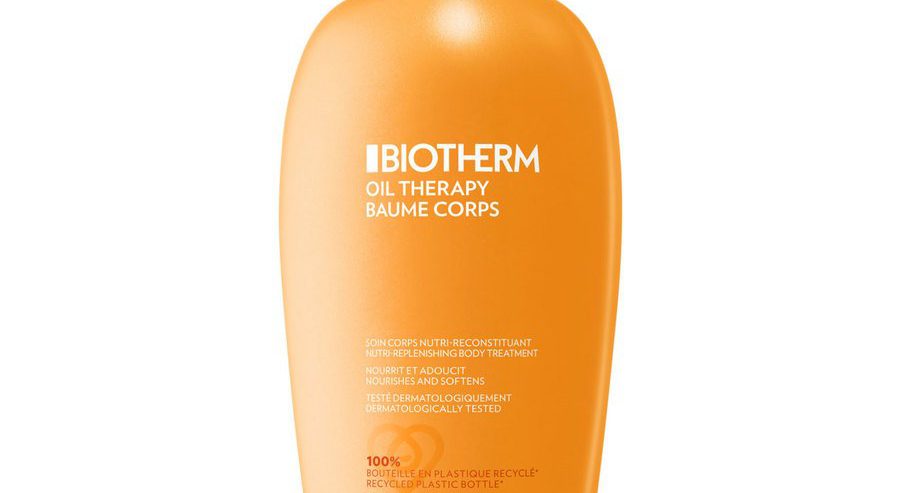 BIOTHERM
OIL THERAPY
BAUME CORPS
SOIN CORPS NUTRI-RECONSTITUANT
NUTRI-REPLENISHING BODY TREATMENT
NOURRIT ET ADOUCIT
NOURISHES AND SOFTENS
TESTÉ DERMATOLOGIQUEMENT
DERMATOLOGICALLY TESTED
100%
BOUTEILLE EN PLASTIQUE RECYCLÉ*
RECYCLED PLASTIC BOTTLE*